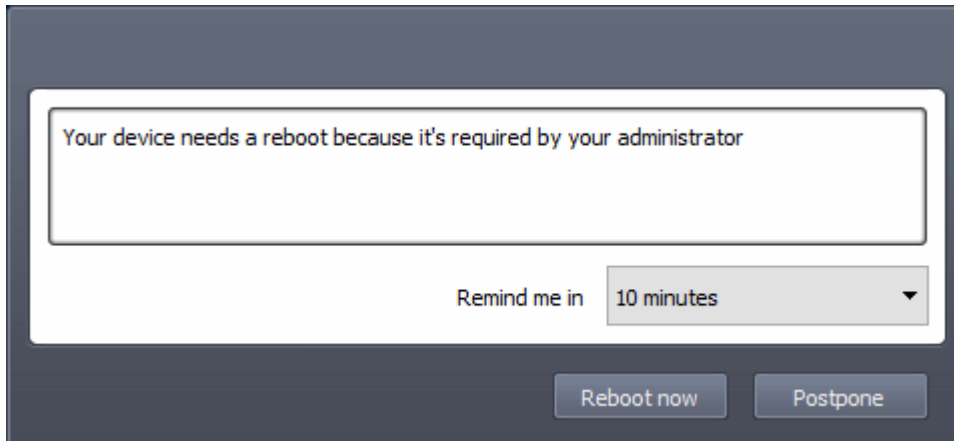 Your device needs a reboot because it's required by your administrator
Remind me in 10 minutes
Reboot now Postpone